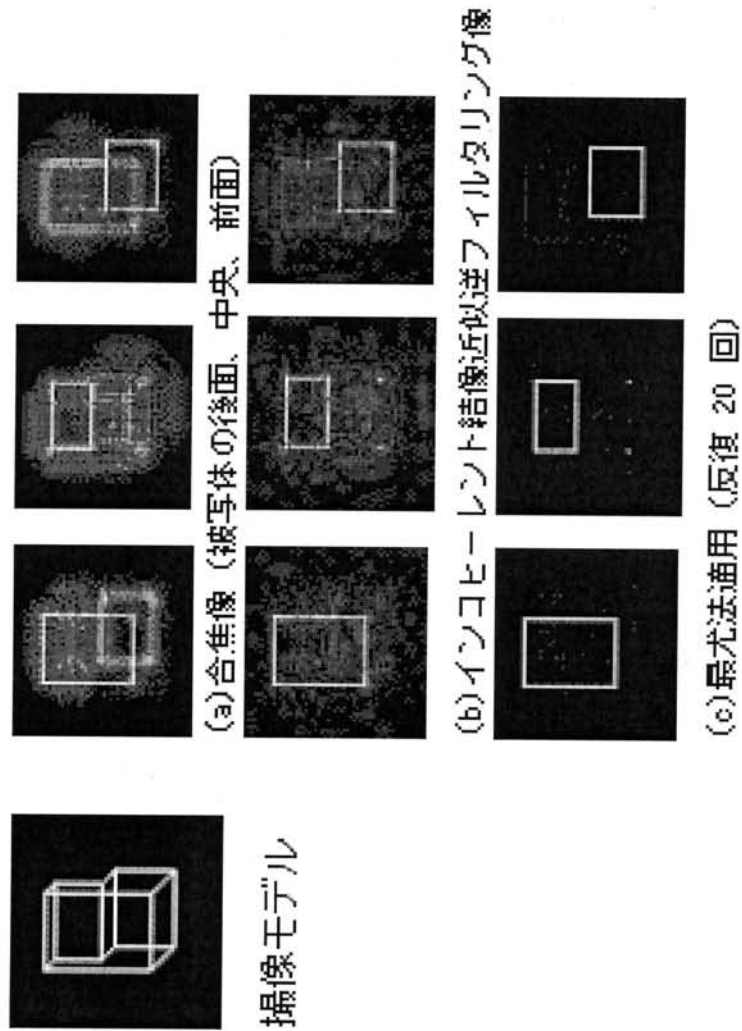 撮像モデル
(a)合焦像(被写体の後面、中央、前面)
(b)インコヒーレント結像近似逆フィルタリング像
(c)最尤法適用(反復 20 回)